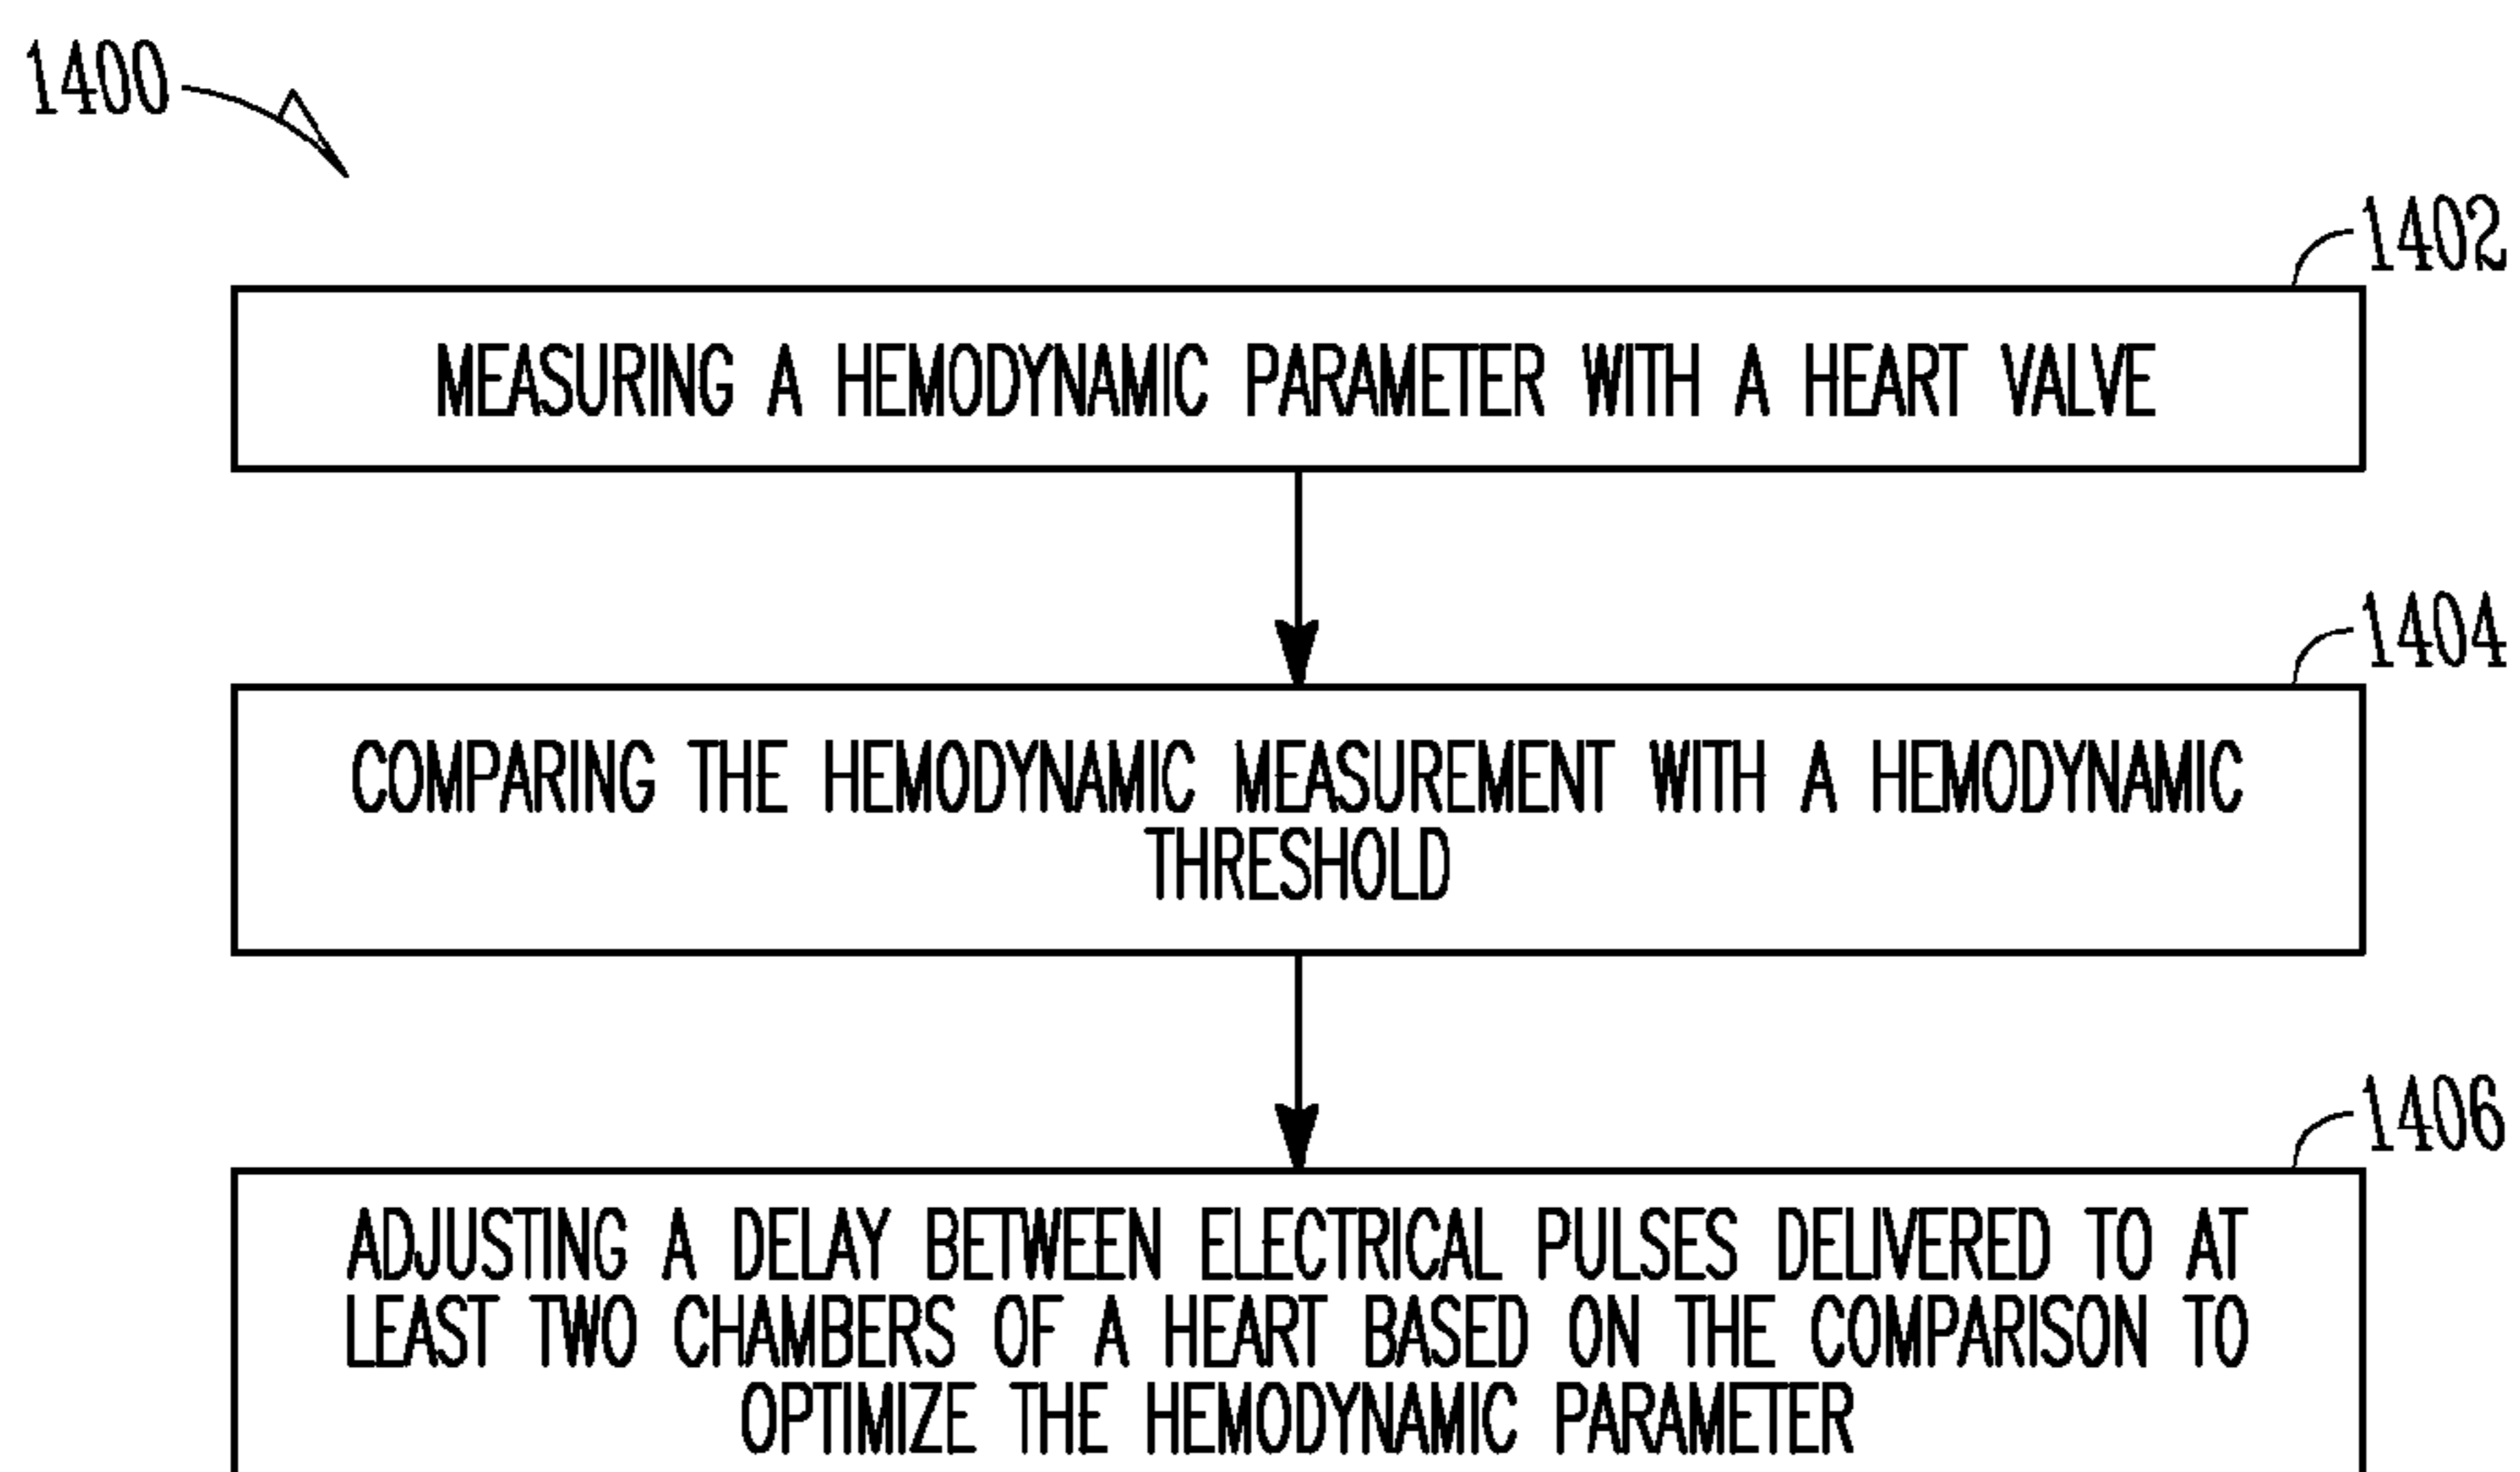 1400
1402
MEASURING A HEMODYNAMIC PARAMETER WITH A HEART VALVE
1404
COMPARING THE HEMODYNAMIC MEASUREMENT WITH A HEMODYNAMIC
THRESHOLD
1406
ADJUSTING A DELAY BETWEEN ELECTRICAL PULSES DELIVERED TO AT
LEAST TWO CHAMBERS OF A HEART BASED ON THE COMPARISON TO
OPTIMIZE THE HEMODYNAMIC PARAMETER